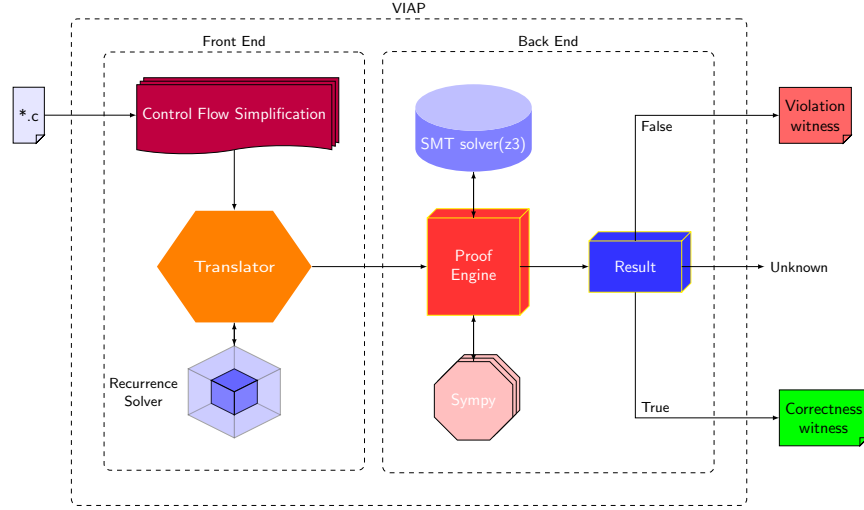 VIAP
Front End
Back End
*.c
Control Flow Simplification
SMT solver(z3)
False
Violation
witness
Translator
Proof
Engine
Result
Unknown
Recurrence
Solver
Sympy
True
Correctness
witness